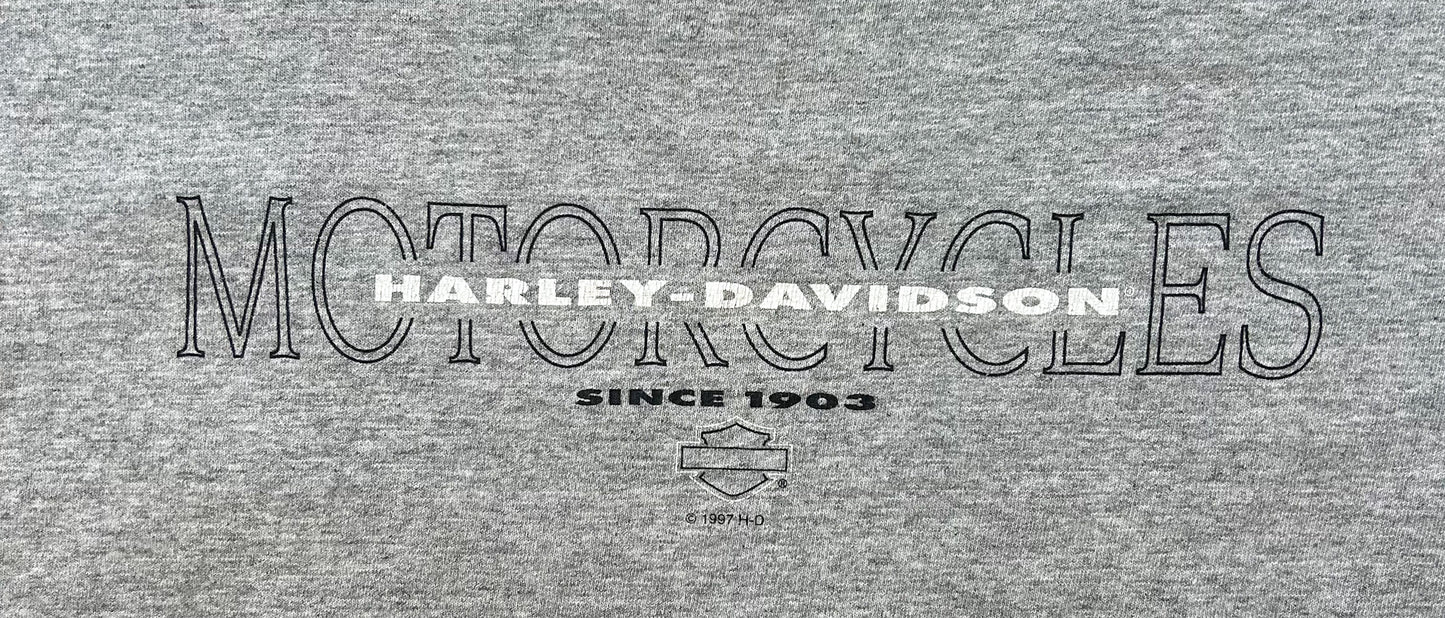 MOTORCYCLES
HARLEY-DAVIDSON®
SINCE 1903
®
© 1997 H-D